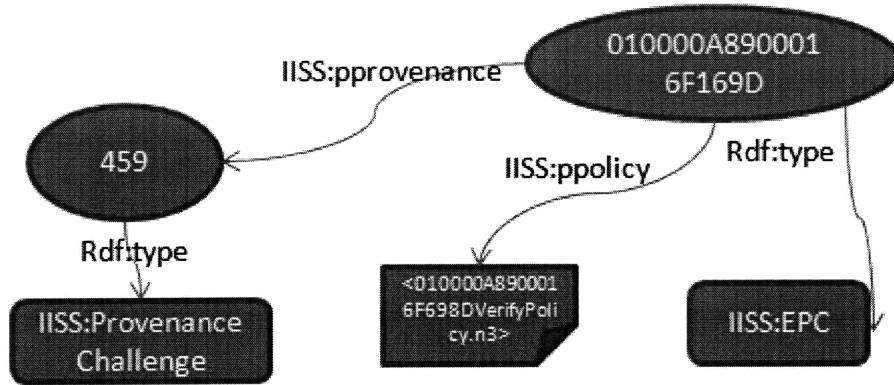 010000A890001
6F169D
IISS:pprovenance
459
IISS:ppolicy
Rdf:type
Rdf:type
<010000A890001
6F698DVerifyPoli
cy.n3>
IISS:Provenance
Challenge
IISS:EPC